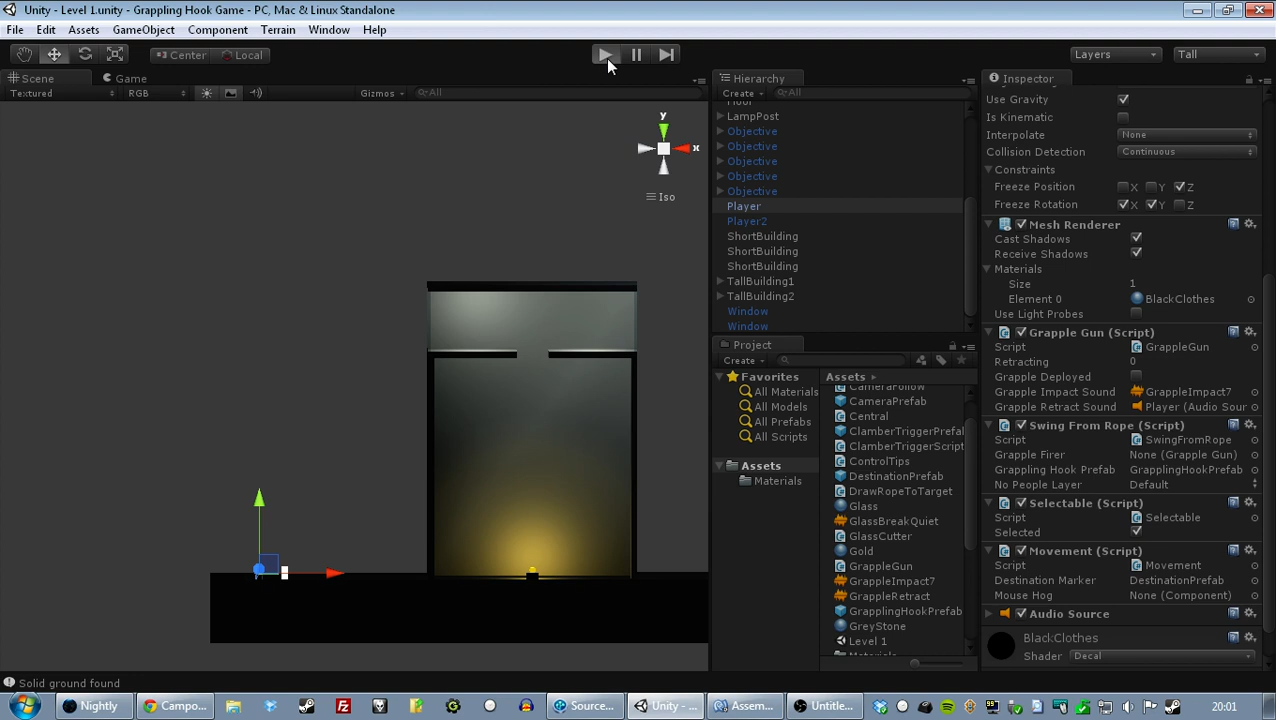 Unity - Level 1.unity - Grappling Hook Game - PC, Mac & Linux Standalone
File Edit Assets GameObject Component Terrain Window Help
Center Local Layers Tall
Scene Game
Textured RGB Gizmos All
y
x
Iso
Hierarchy
Create All
Floor
LampPost
Objective
Objective
Objective
Objective
Objective
Player
Player2
ShortBuilding
ShortBuilding
ShortBuilding
TallBuilding1
TallBuilding2
Window
Window
Project
Create
Favorites
All Materials
All Models
All Prefabs
All Scripts
Assets
Materials
Assets
CameraFollow
CameraPrefab
Central
ClamberTriggerPrefal
ClamberTriggerScript
ControlTips
DestinationPrefab
DrawRopeToTarget
Glass
GlassBreakQuiet
GlassCutter
Gold
GrappleGun
GrappleImpact7
GrappleRetract
GrapplingHookPrefab
GreyStone
Level 1
Materials
Inspector
Use Gravity
Is Kinematic
Interpolate None
Collision Detection Continuous
Constraints
Freeze Position X Y Z
Freeze Rotation X Y Z
Mesh Renderer
Cast Shadows
Receive Shadows
Materials
Size 1
Element 0 BlackClothes
Use Light Probes
Grapple Gun (Script)
Script GrappleGun
Retracting 0
Grapple Deployed
Grapple Impact Sound GrappleImpact7
Grapple Retract Sound Player (Audio Sour
Swing From Rope (Script)
Script SwingFromRope
Grapple Firer None (Grapple Gun)
Grappling Hook Prefab GrapplingHookPrefab
No People Layer Default
Selectable (Script)
Script Selectable
Selected
Movement (Script)
Script Movement
Destination Marker DestinationPrefab
Mouse Hog None (Component)
Audio Source
BlackClothes
Shader Decal
Solid ground found
Nightly Campo... Source... Unity - ... Assem... Untitle... 20:01